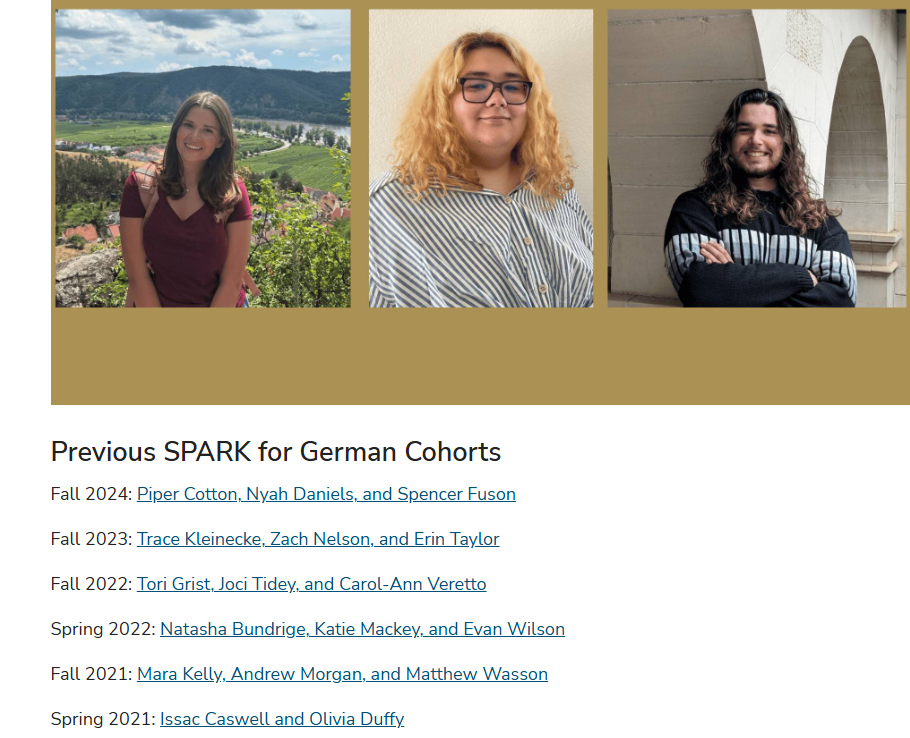 Previous SPARK for German Cohorts
Fall 2024: Piper Cotton, Nyah Daniels, and Spencer Fuson
Fall 2023: Trace Kleinecke, Zach Nelson, and Erin Taylor
Fall 2022: Tori Grist, Joci Tidey, and Carol-Ann Veretto
Spring 2022: Natasha Bundrige, Katie Mackey, and Evan Wilson
Fall 2021: Mara Kelly, Andrew Morgan, and Matthew Wasson
Spring 2021: Issac Caswell and Olivia Duffy